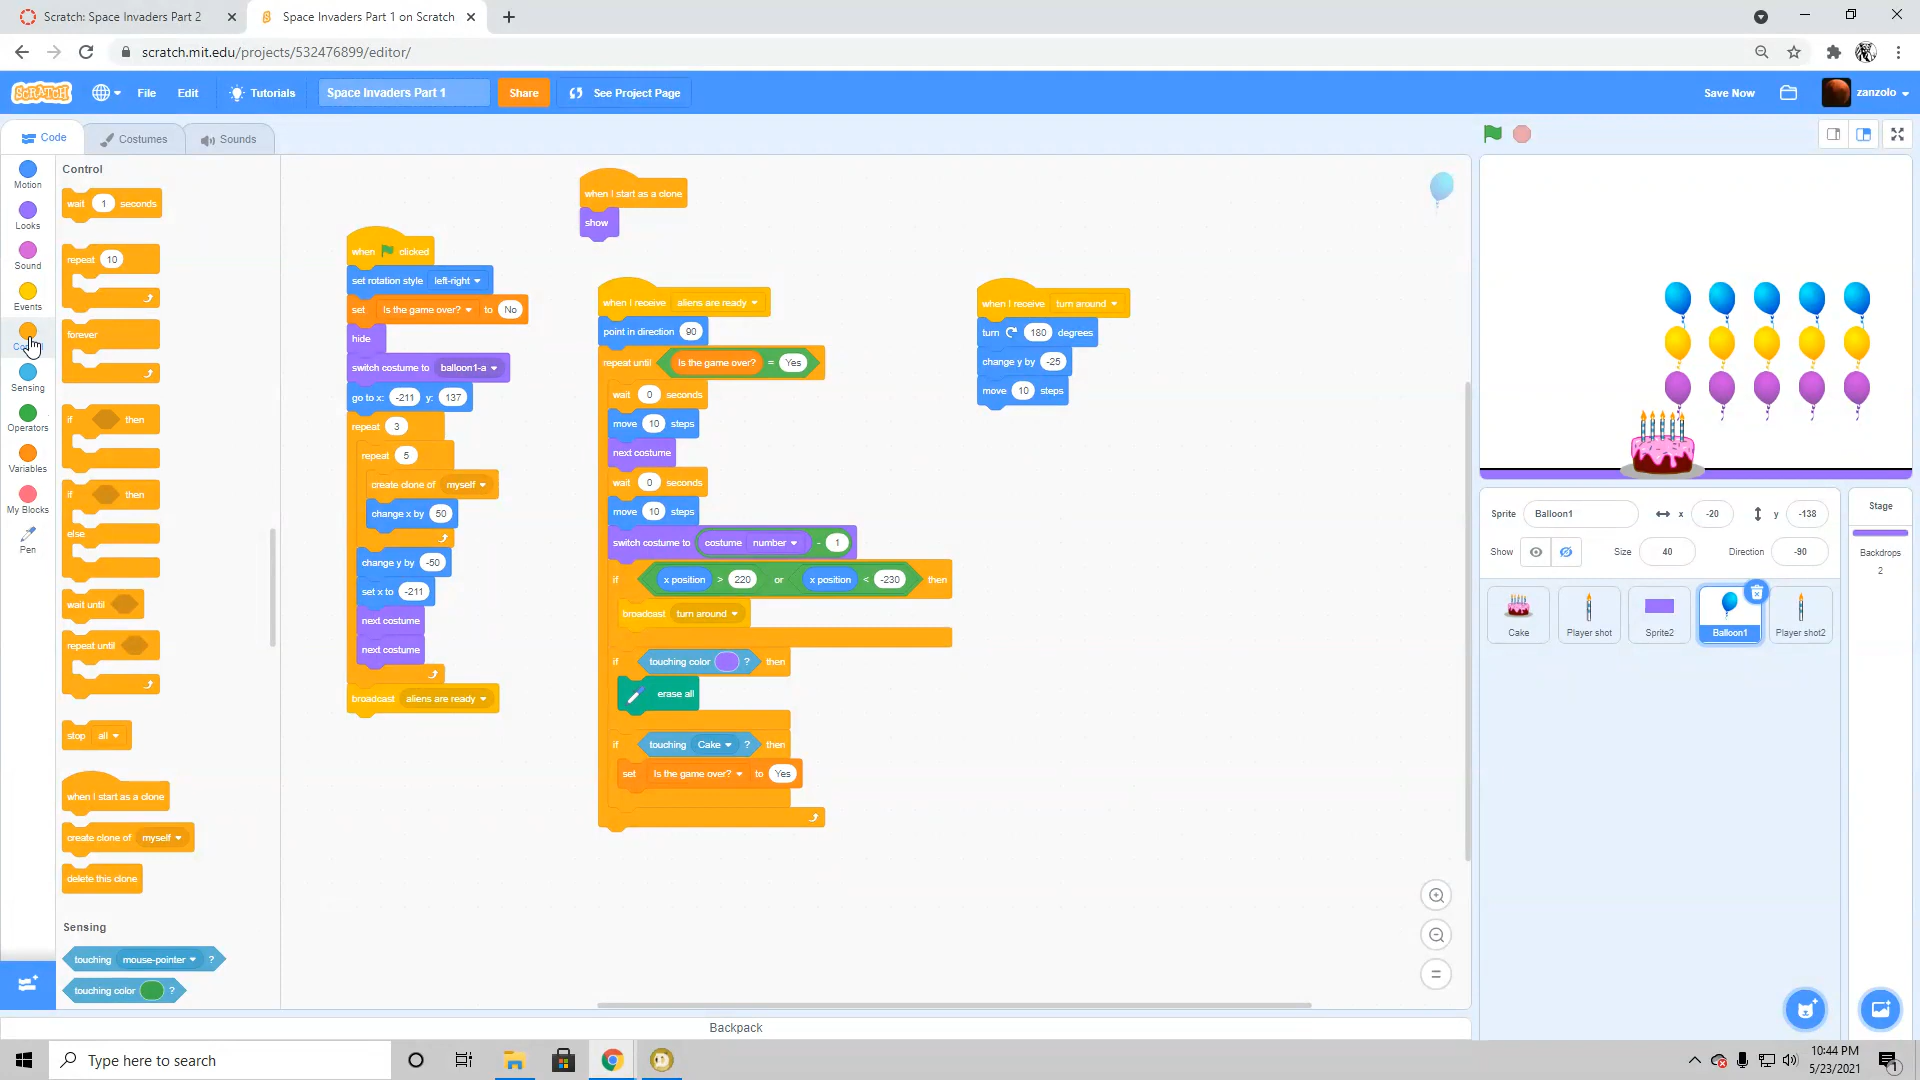 Scratch: Space Invaders Part 2
Space Invaders Part 1 on Scratch
scratch.mit.edu/projects/532476899/editor/
SCRATCH
File
Edit
Tutorials
Space Invaders Part 1
Share
See Project Page
Save Now
zanzolo
Code
Costumes
Sounds
Motion
Looks
Sound
Events
Sensing
Operators
Variables
My Blocks
Pen
Control
wait 1 seconds
repeat 10
forever
if then
if then
else
wait until
repeat until
stop all
when I start as a clone
create clone of myself
delete this clone
Sensing
touching mouse-pointer ?
touching color ?
when clicked
set rotation style left-right
set Is the game over? to No
hide
switch costume to balloon1-a
go to x: -211 y: 137
repeat 3
repeat 5
create clone of myself
change x by 50
change y by -50
set x to -211
next costume
next costume
broadcast aliens are ready
when I start as a clone
show
when I receive aliens are ready
point in direction 90
repeat until Is the game over? = Yes
wait 0 seconds
move 10 steps
next costume
wait 0 seconds
move 10 steps
switch costume to costume number - 1
if x position > 220 or x position < -230 then
broadcast turn around
if touching color ? then
erase all
if touching Cake ? then
set Is the game over? to Yes
when I receive turn around
turn 180 degrees
change y by -25
move 10 steps
Backpack
Sprite Balloon1 x -20 y -138
Show Size 40 Direction -90
Cake
Player shot
Sprite2
Balloon1
Player shot2
Stage
Backdrops
2
Type here to search
10:44 PM
5/23/2021
1